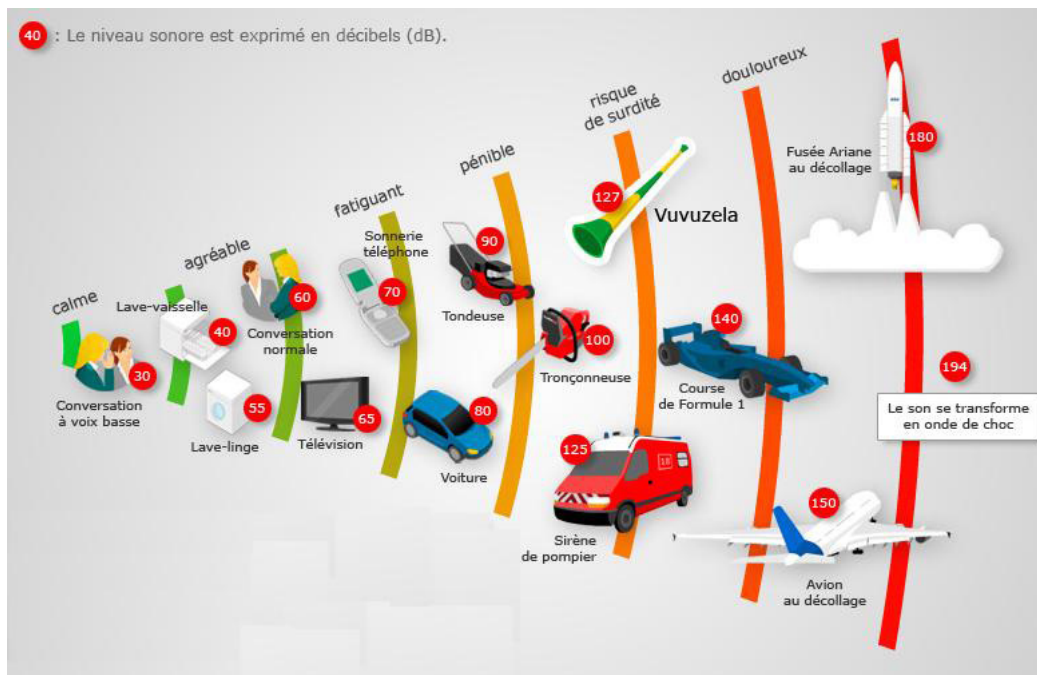 40 : Le niveau sonore est exprimé en décibels (dB).
calme
agréable
fatiguant
pénible
risque
de surdité
douloureux
30
Conversation
à voix basse
Lave-vaisselle
40
55
Lave-linge
60
Conversation
normale
65
Télévision
Sonnerie
téléphone
70
80
Voiture
90
Tondeuse
100
Tronçonneuse
127
Vuvuzela
125
18
Sirène
de pompier
140
Course
de Formule 1
150
Avion
au décollage
Fusée Ariane
au décollage
180
194
Le son se transforme
en onde de choc